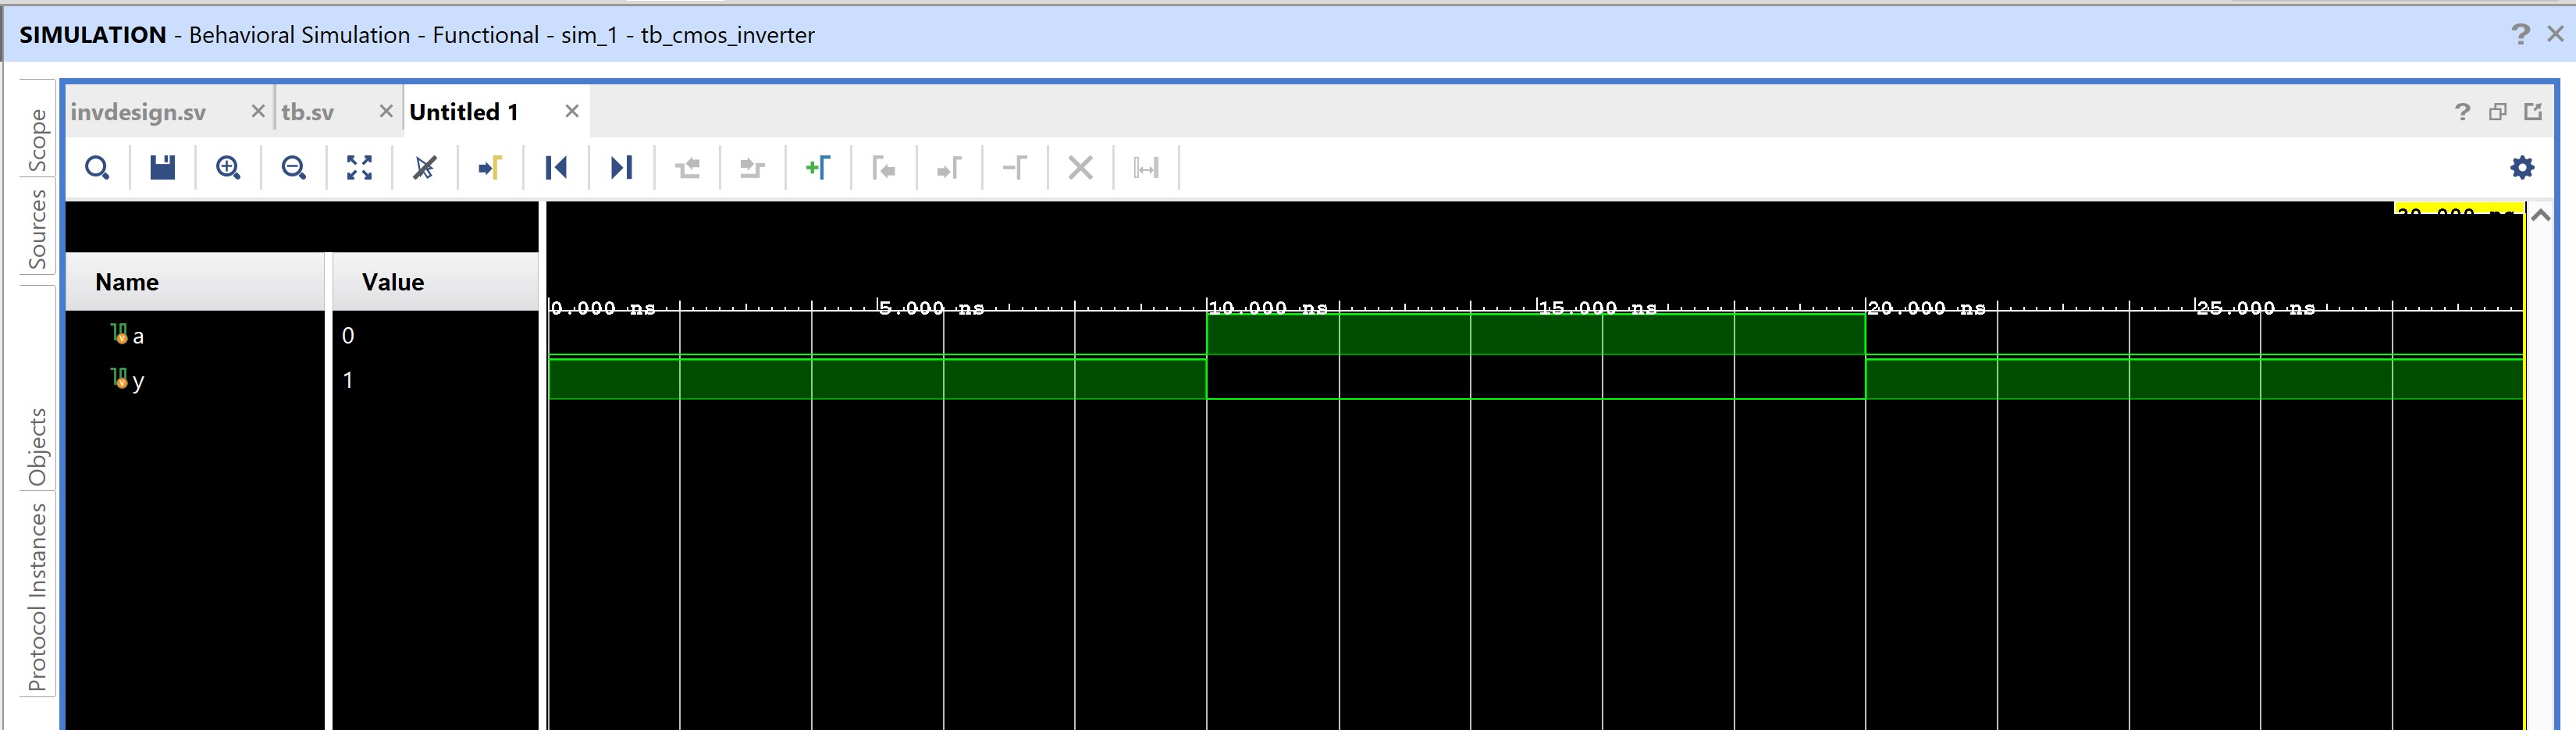 SIMULATION - Behavioral Simulation - Functional - sim_1 - tb_cmos_inverter
Scope
Sources
Objects
Protocol Instances
invdesign.sv
tb.sv
Untitled 1
Name Value
0.000 ns 5.000 ns 10.000 ns 15.000 ns 20.000 ns 25.000 ns
a 0
y 1